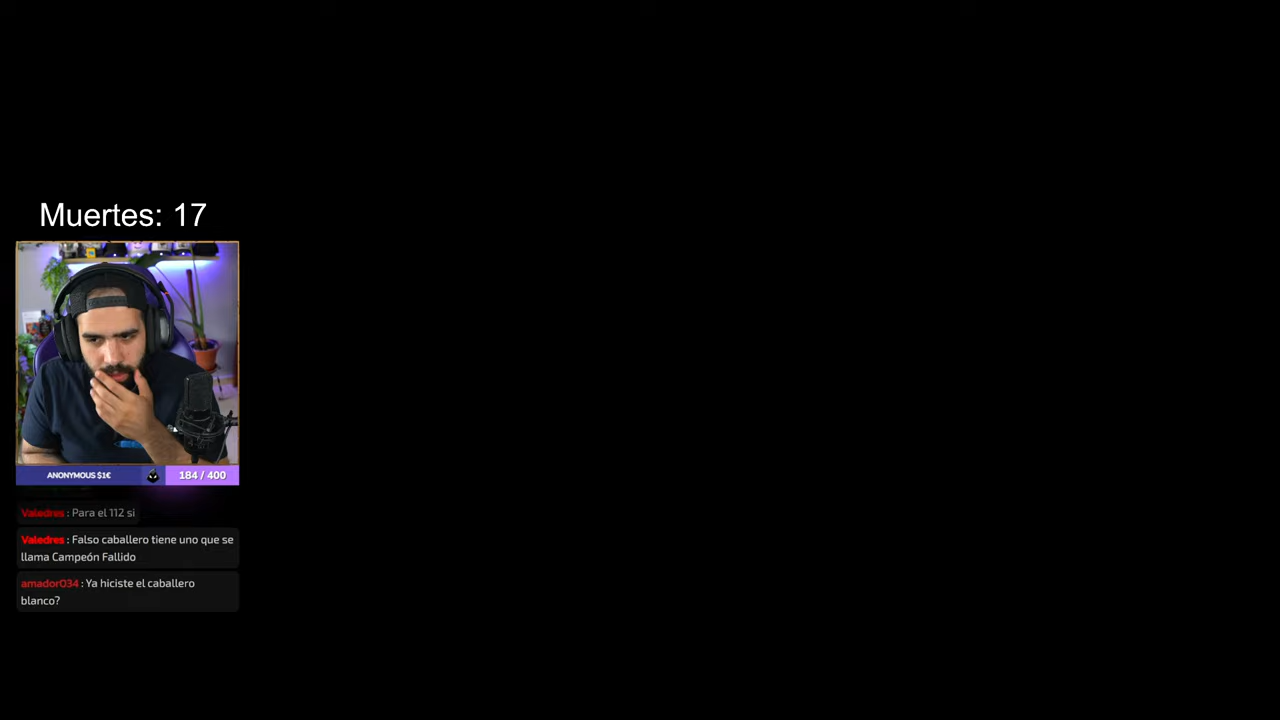 Muertes: 17
ANONYMOUS $1€
184 / 400
Valedres : Para el 112 si
Valedres : Falso caballero tiene uno que se
llama Campeón Fallido
amador034 : Ya hiciste el caballero
blanco?